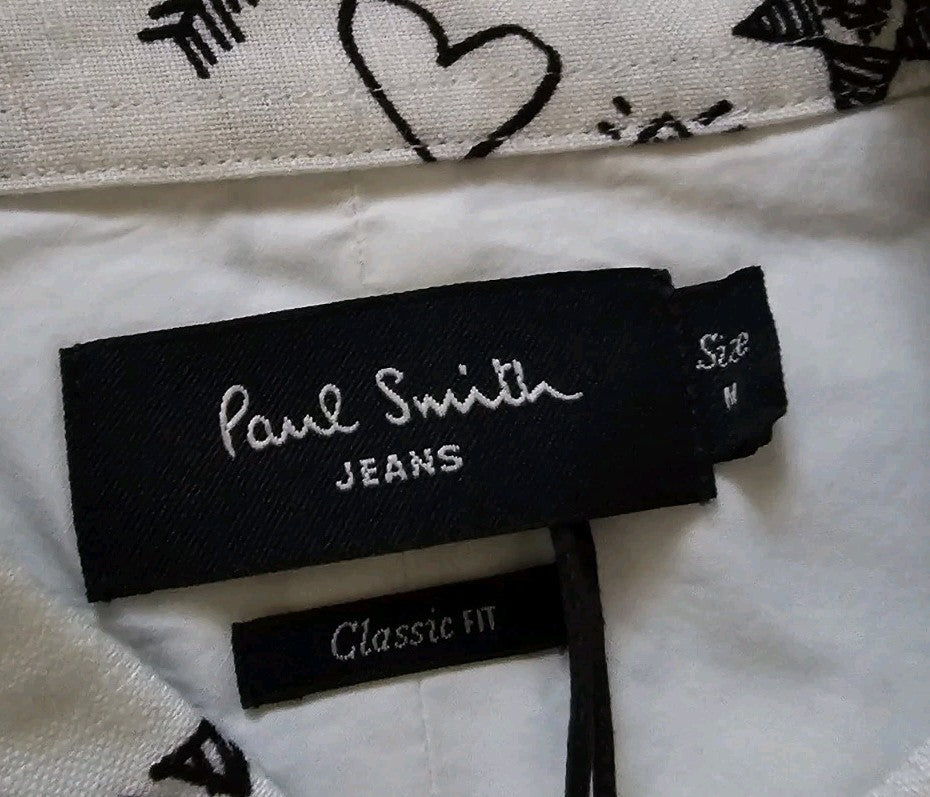 Paul Smith
JEANS
Size
M
Classic FIT